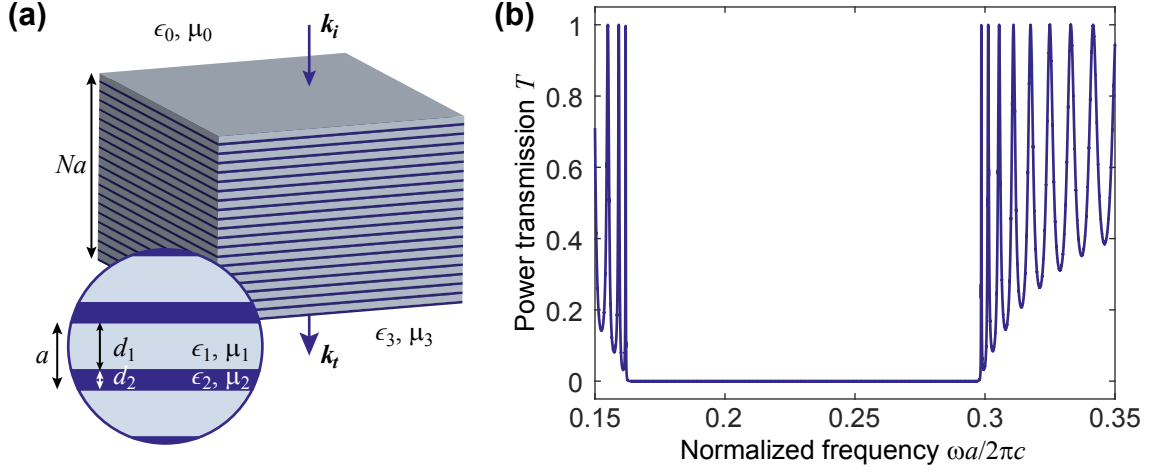 (a)
ϵ0, μ0
ki
Na
ϵ3, μ3
kt
a
d1
ϵ1, μ1
d2
ϵ2, μ2
(b)
Power transmission T
1
0.8
0.6
0.4
0.2
0
0.15
0.2
0.25
0.3
0.35
Normalized frequency ωa/2πc